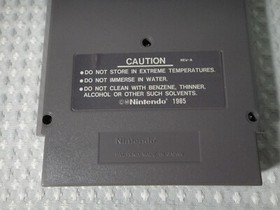 CAUTION
REV-A
●DO NOT STORE IN EXTREME TEMPERATURES.
●DO NOT IMMERSE IN WATER.
●DO NOT CLEAN WITH BENZENE, THINNER,
ALCOHOL OR OTHER SUCH SOLVENTS.
©Nintendo 1985
Nintendo